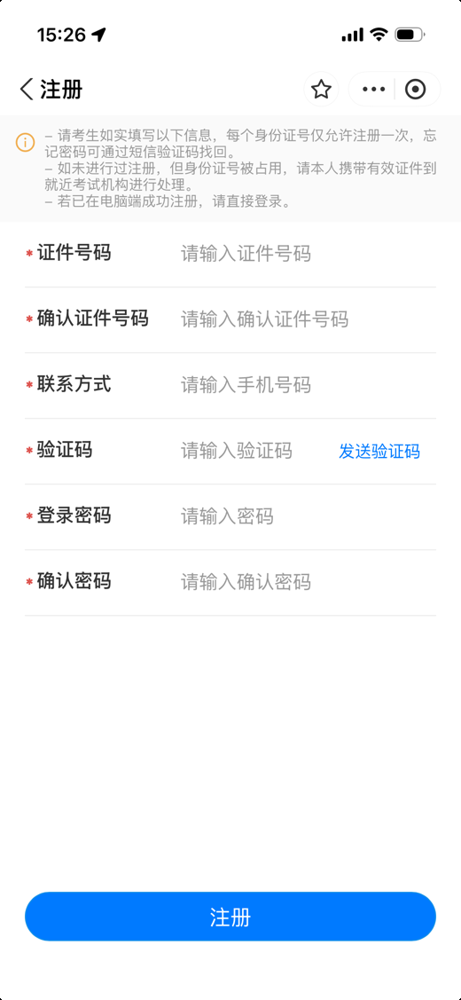 15:26
注册
– 请考生如实填写以下信息，每个身份证号仅允许注册一次，忘
记密码可通过短信验证码找回。
– 如未进行过注册，但身份证号被占用，请本人携带有效证件到
就近考试机构进行处理。
– 若已在电脑端成功注册，请直接登录。
* 证件号码 请输入证件号码
* 确认证件号码 请输入确认证件号码
* 联系方式 请输入手机号码
* 验证码 请输入验证码 发送验证码
* 登录密码 请输入密码
* 确认密码 请输入确认密码
注册